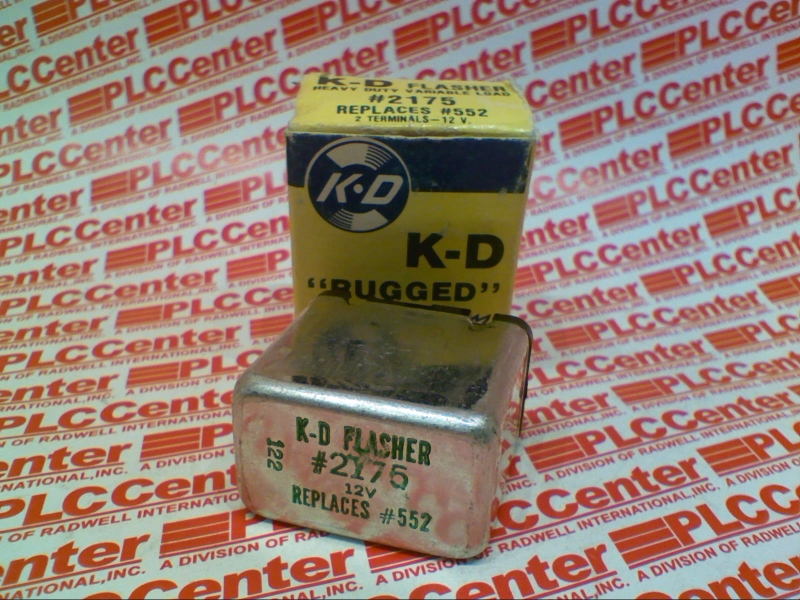 K-D FLASHER
HEAVY DUTY VARIABLE LOAD
#2175
REPLACES #552
2 TERMINALS-12 V.
K·D
K-D
"RUGGED"
K-D FLASHER
#2175
122
12V
REPLACES #552
PLCCenter
A DIVISION OF RADWELL INTERNATIONAL, INC.